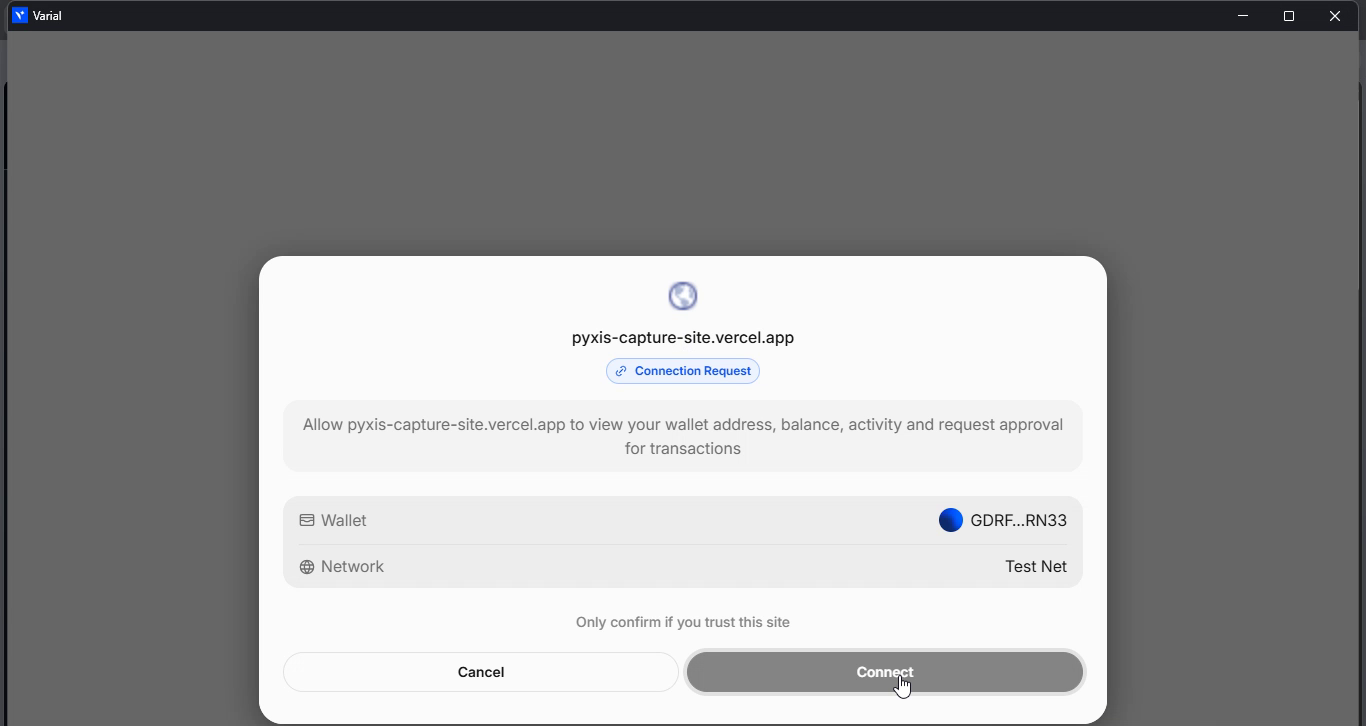 Varial
pyxis-capture-site.vercel.app
Connection Request
Allow pyxis-capture-site.vercel.app to view your wallet address, balance, activity and request approval
for transactions
Wallet
GDRF...RN33
Network
Test Net
Only confirm if you trust this site
Cancel
Connect